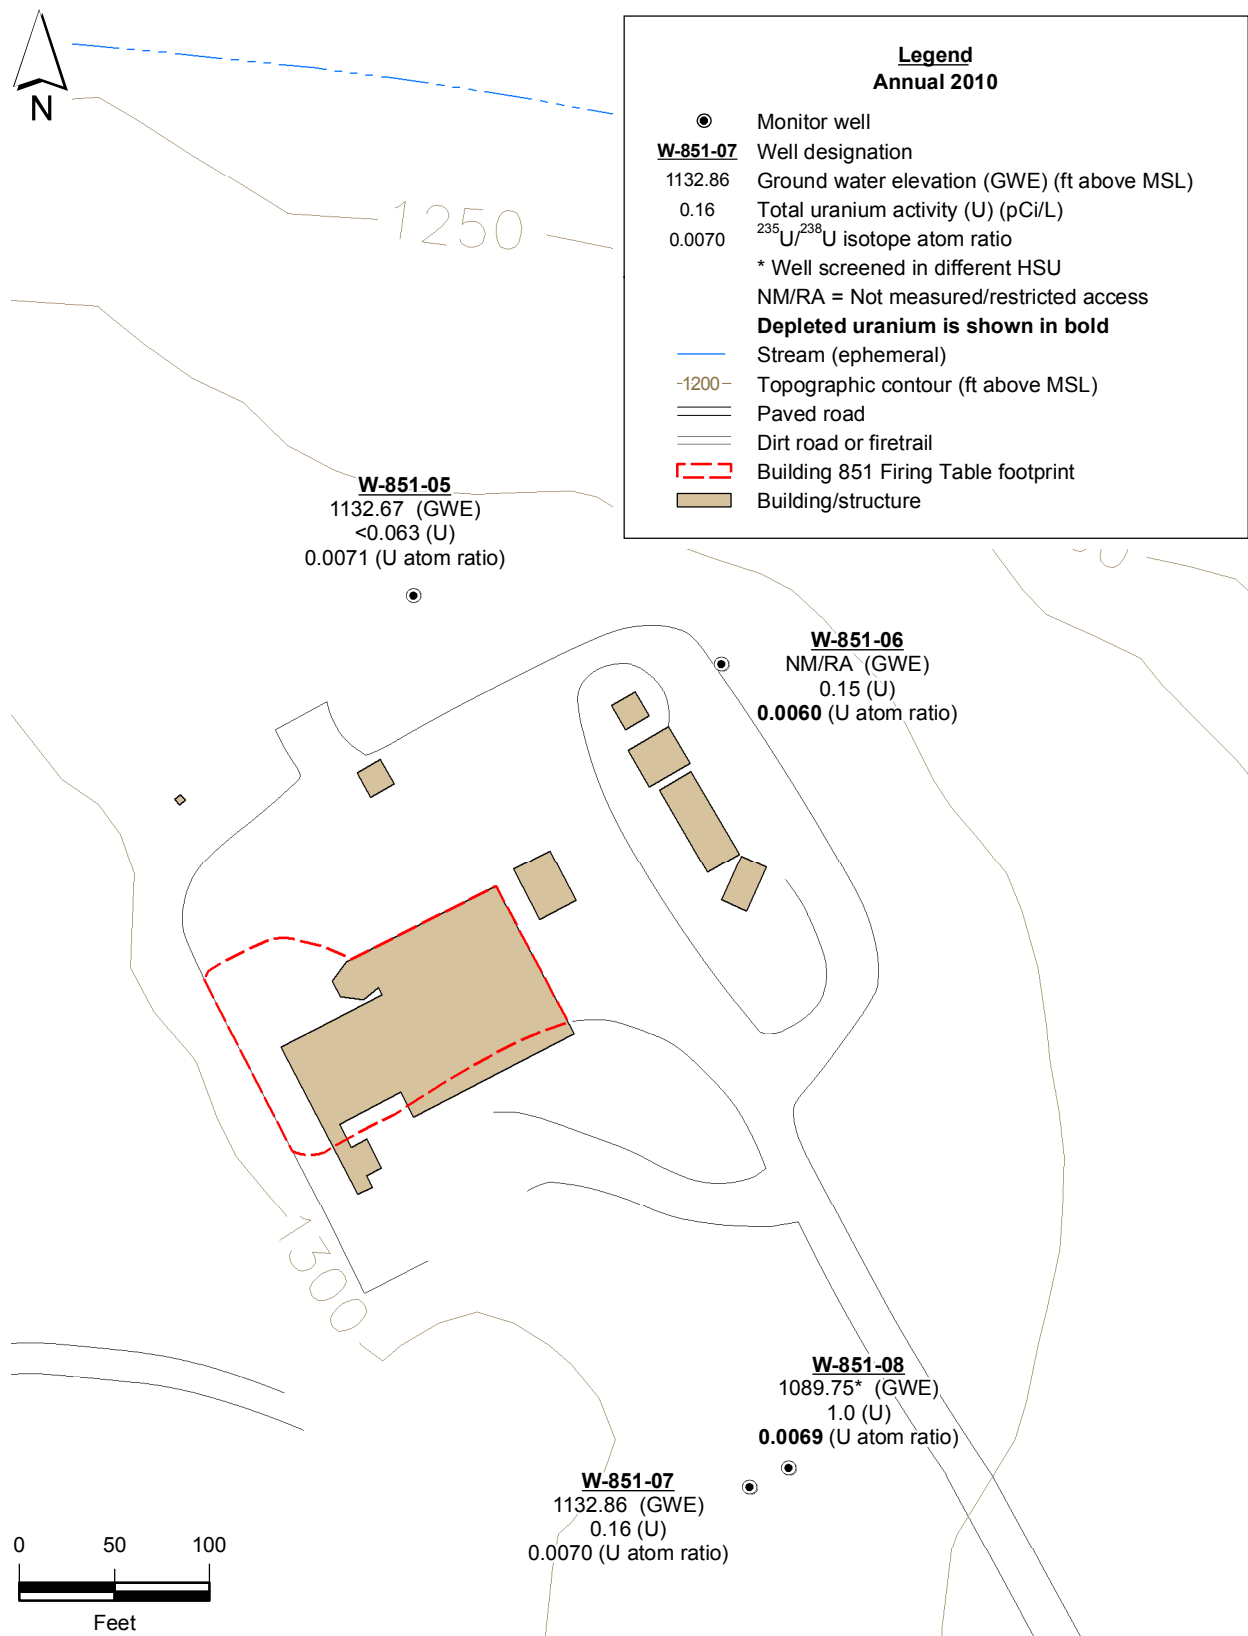 Legend
Annual 2010
Monitor well
W-851-07 Well designation
1132.86 Ground water elevation (GWE) (ft above MSL)
0.16 Total uranium activity (U) (pCi/L)
0.0070 ²³⁵U/²³⁸U isotope atom ratio
* Well screened in different HSU
NM/RA = Not measured/restricted access
Depleted uranium is shown in bold
Stream (ephemeral)
-1200- Topographic contour (ft above MSL)
Paved road
Dirt road or firetrail
Building 851 Firing Table footprint
Building/structure
N
1250
W-851-05
1132.67 (GWE)
<0.063 (U)
0.0071 (U atom ratio)
W-851-06
NM/RA (GWE)
0.15 (U)
0.0060 (U atom ratio)
1300
W-851-08
1089.75* (GWE)
1.0 (U)
0.0069 (U atom ratio)
W-851-07
1132.86 (GWE)
0.16 (U)
0.0070 (U atom ratio)
0 50 100
Feet